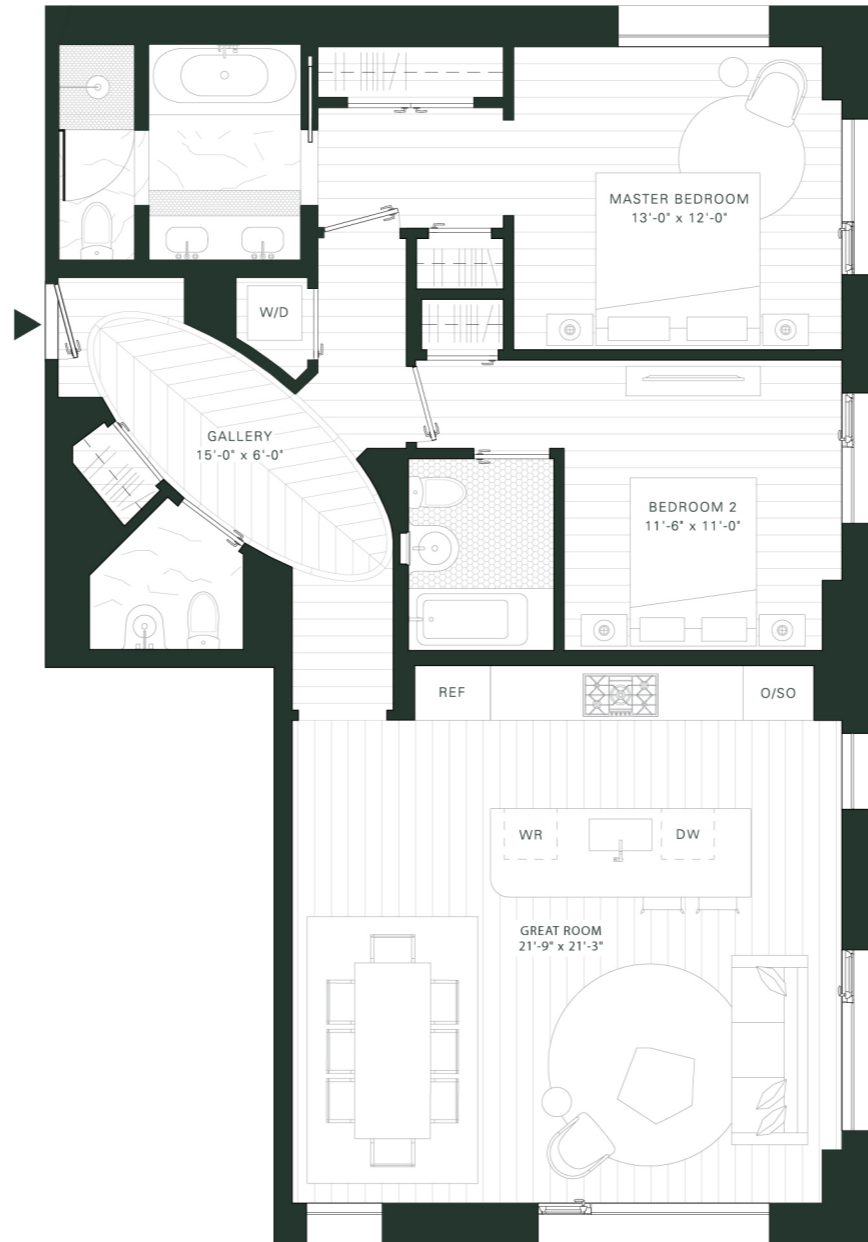 MASTER BEDROOM
13'-0" x 12'-0"
W/D
GALLERY
15'-0" x 6'-0"
BEDROOM 2
11'-6" x 11'-0"
REF
O/SO
WR
DW
GREAT ROOM
21'-9" x 21'-3"